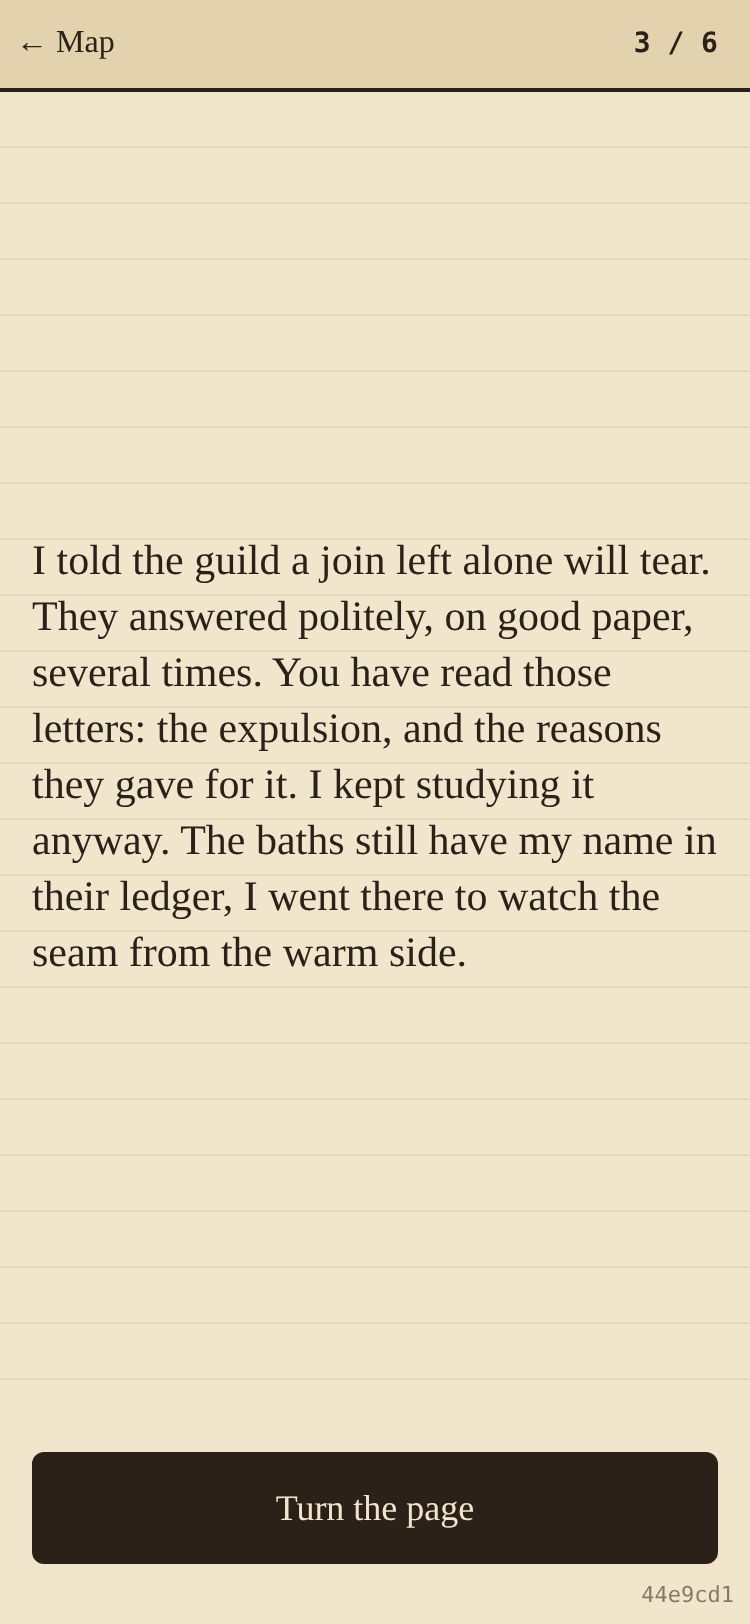 ← Map
3 / 6
I told the guild a join left alone will tear.
They answered politely, on good paper,
several times. You have read those
letters: the expulsion, and the reasons
they gave for it. I kept studying it
anyway. The baths still have my name in
their ledger, I went there to watch the
seam from the warm side.
Turn the page
44e9cd1